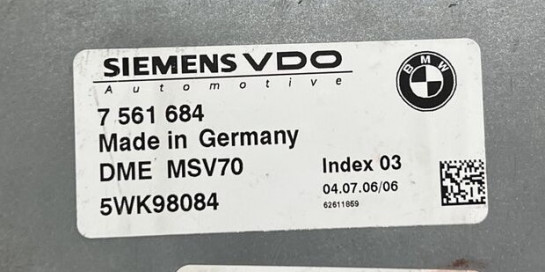 SIEMENS VDO
Automotive
BMW
7 561 684
Made in Germany
DME MSV70
Index 03
5WK98084
04.07.06/06
62611869